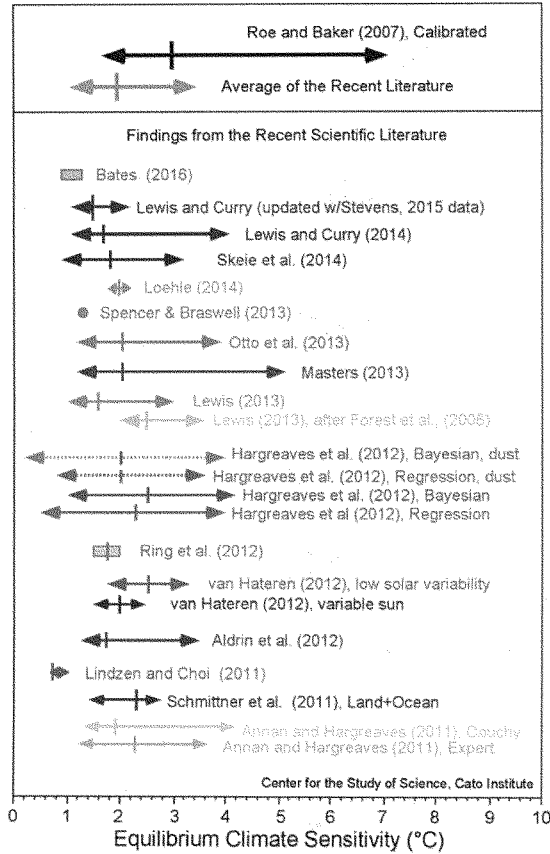 Roe and Baker (2007), Calibrated
Average of the Recent Literature
Findings from the Recent Scientific Literature
Bates (2016)
Lewis and Curry (updated w/Stevens, 2015 data)
Lewis and Curry (2014)
Skeie et al. (2014)
Loehle (2014)
Spencer & Braswell (2013)
Otto et al. (2013)
Masters (2013)
Lewis (2013)
Lewis (2013), after Forest et al., (2006)
Hargreaves et al. (2012), Bayesian, dust
Hargreaves et al. (2012), Regression, dust
Hargreaves et al. (2012), Bayesian
Hargreaves et al (2012), Regression
Ring et al. (2012)
van Hateren (2012), low solar variability
van Hateren (2012), variable sun
Aldrin et al. (2012)
Lindzen and Choi (2011)
Schmittner et al. (2011), Land+Ocean
Annan and Hargreaves (2011), Cauchy
Annan and Hargreaves (2011), Expert
Center for the Study of Science, Cato Institute
0 1 2 3 4 5 6 7 8 9 10
Equilibrium Climate Sensitivity (°C)